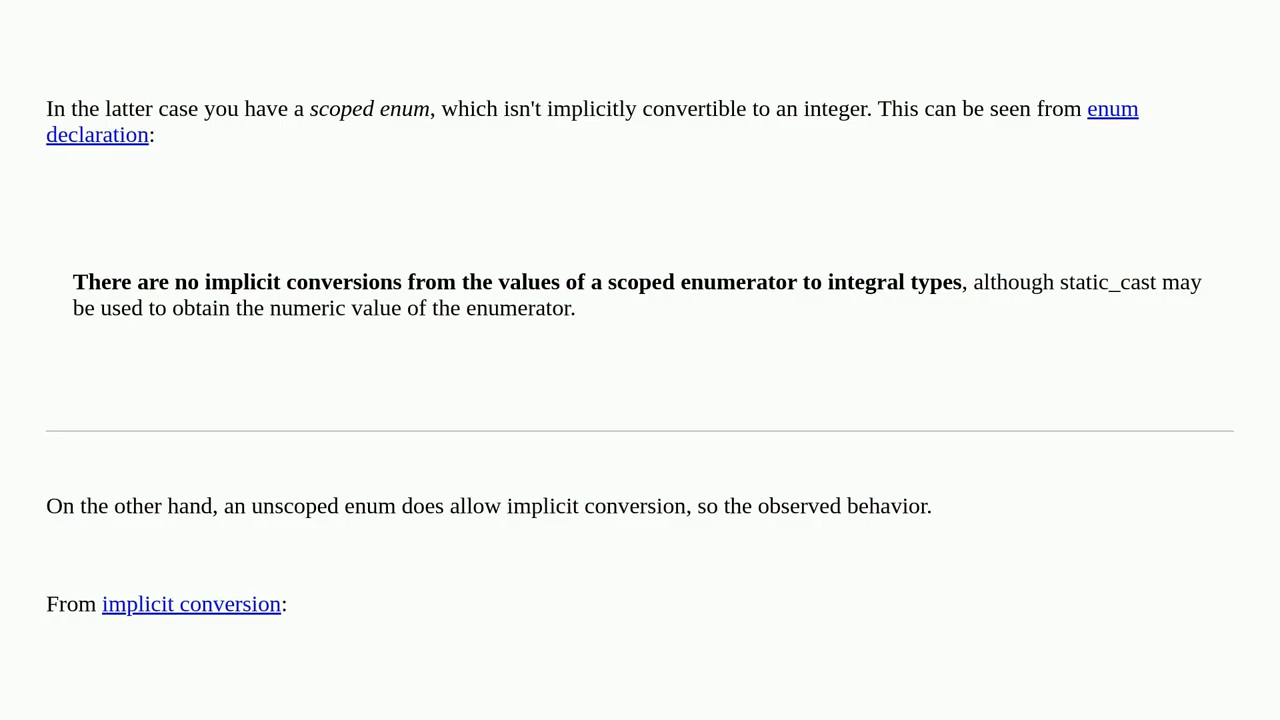 In the latter case you have a scoped enum, which isn't implicitly convertible to an integer. This can be seen from enum
declaration:
There are no implicit conversions from the values of a scoped enumerator to integral types, although static_cast may
be used to obtain the numeric value of the enumerator.
On the other hand, an unscoped enum does allow implicit conversion, so the observed behavior.
From implicit conversion: